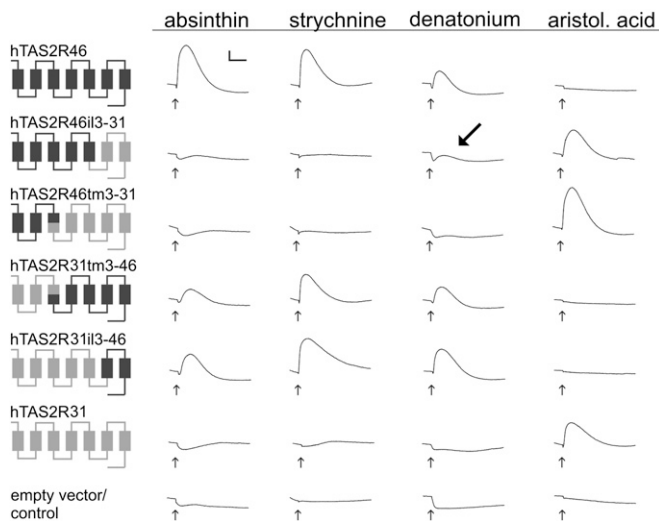 absinthin strychnine denatonium aristol. acid
hTAS2R46
hTAS2R46il3-31
hTAS2R46tm3-31
hTAS2R31tm3-46
hTAS2R31il3-46
hTAS2R31
empty vector/
control